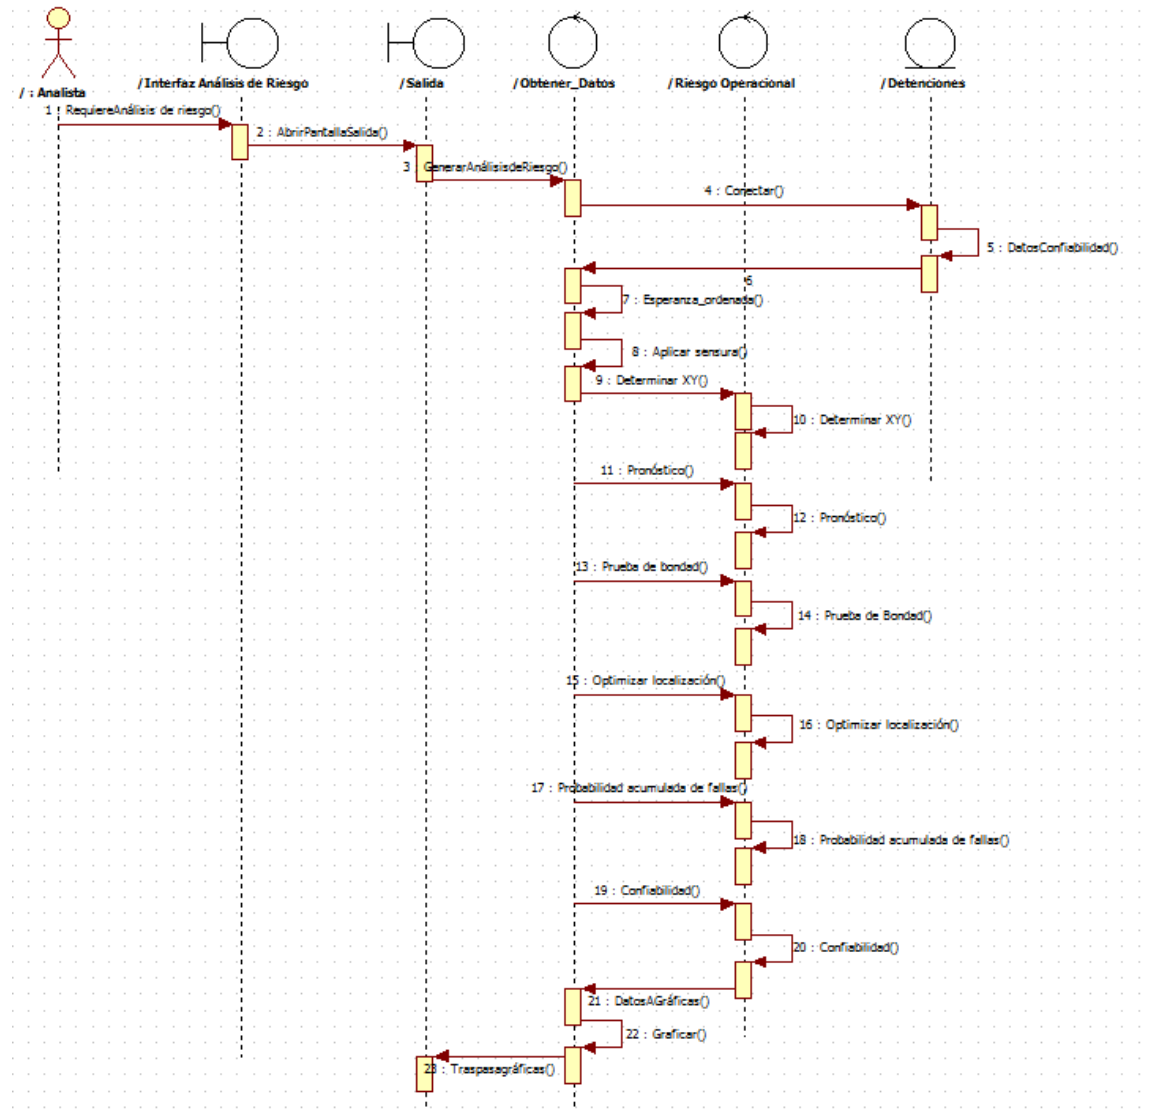 / : Analista
/Interfaz Análisis de Riesgo
/Salida
/Obtener_Datos
/Riesgo Operacional
/Detenciones
1 : RequiereAnálisis de riesgo()
2 : AbrirPantallaSalida()
3 : GenerarAnálisisdeRiesgo()
4 : Conectar()
5 : DatosConfiabilidad()
6
7 : Esperanza_ordenada()
8 : Aplicar sensura()
9 : Determinar XY()
10 : Determinar XY()
11 : Pronóstico()
12 : Pronóstico()
13 : Prueba de bondad()
14 : Prueba de Bondad()
15 : Optimizar localización()
16 : Optimizar localización()
17 : Probabilidad acumulada de fallas()
18 : Probabilidad acumulada de fallas()
19 : Confiabilidad()
20 : Confiabilidad()
21 : DatosAGráficas()
22 : Graficar()
23 : Traspasagráficas()